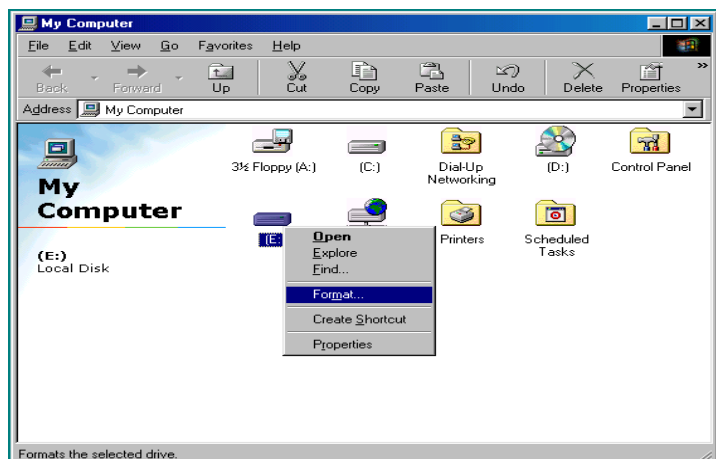 My Computer
File Edit View Go Favorites Help
Back Forward Up Cut Copy Paste Undo Delete Properties »
Address My Computer
3½ Floppy (A:) (C:) Dial-Up Networking (D:) Control Panel
My
Computer
(E: Printers Scheduled Tasks
(E:)
Local Disk
Open
Explore
Find...
Format...
Create Shortcut
Properties
Formats the selected drive.